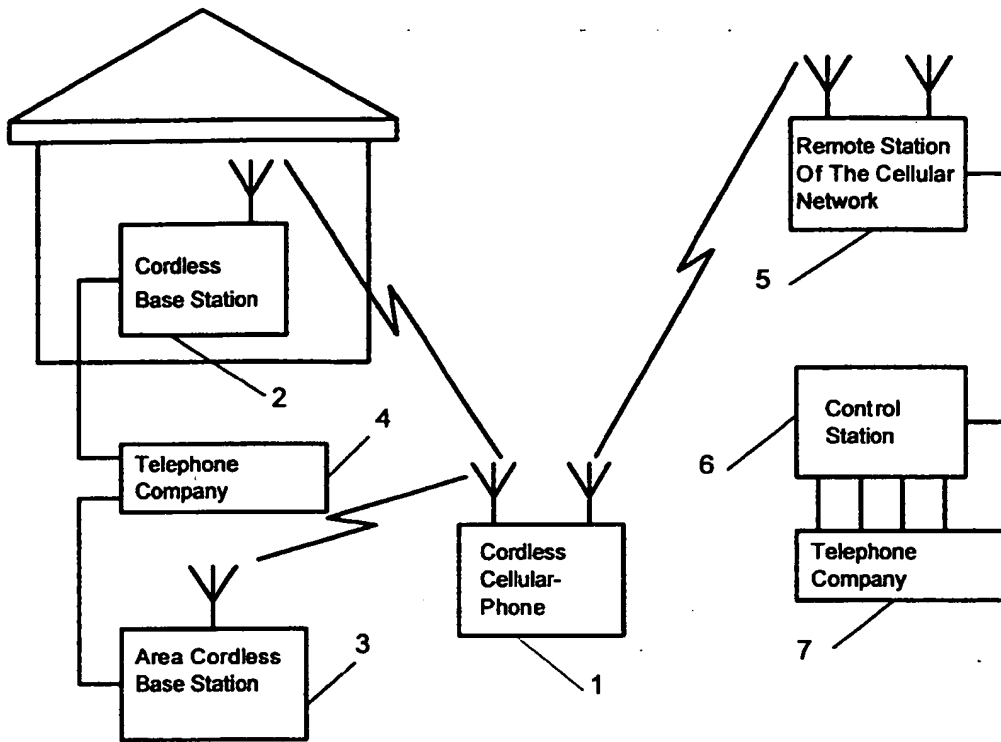 Cordless
Base Station
2
Telephone
Company
4
Area Cordless
Base Station
3
Cordless
Cellular-
Phone
1
Remote Station
Of The Cellular
Network
5
Control
Station
6
Telephone
Company
7